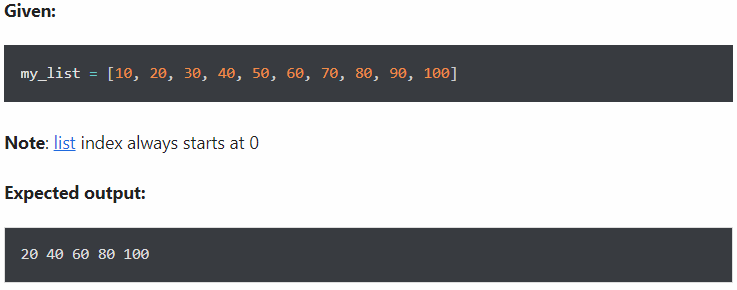 Given:
my_list = [10, 20, 30, 40, 50, 60, 70, 80, 90, 100]
Note: list index always starts at 0
Expected output:
20 40 60 80 100